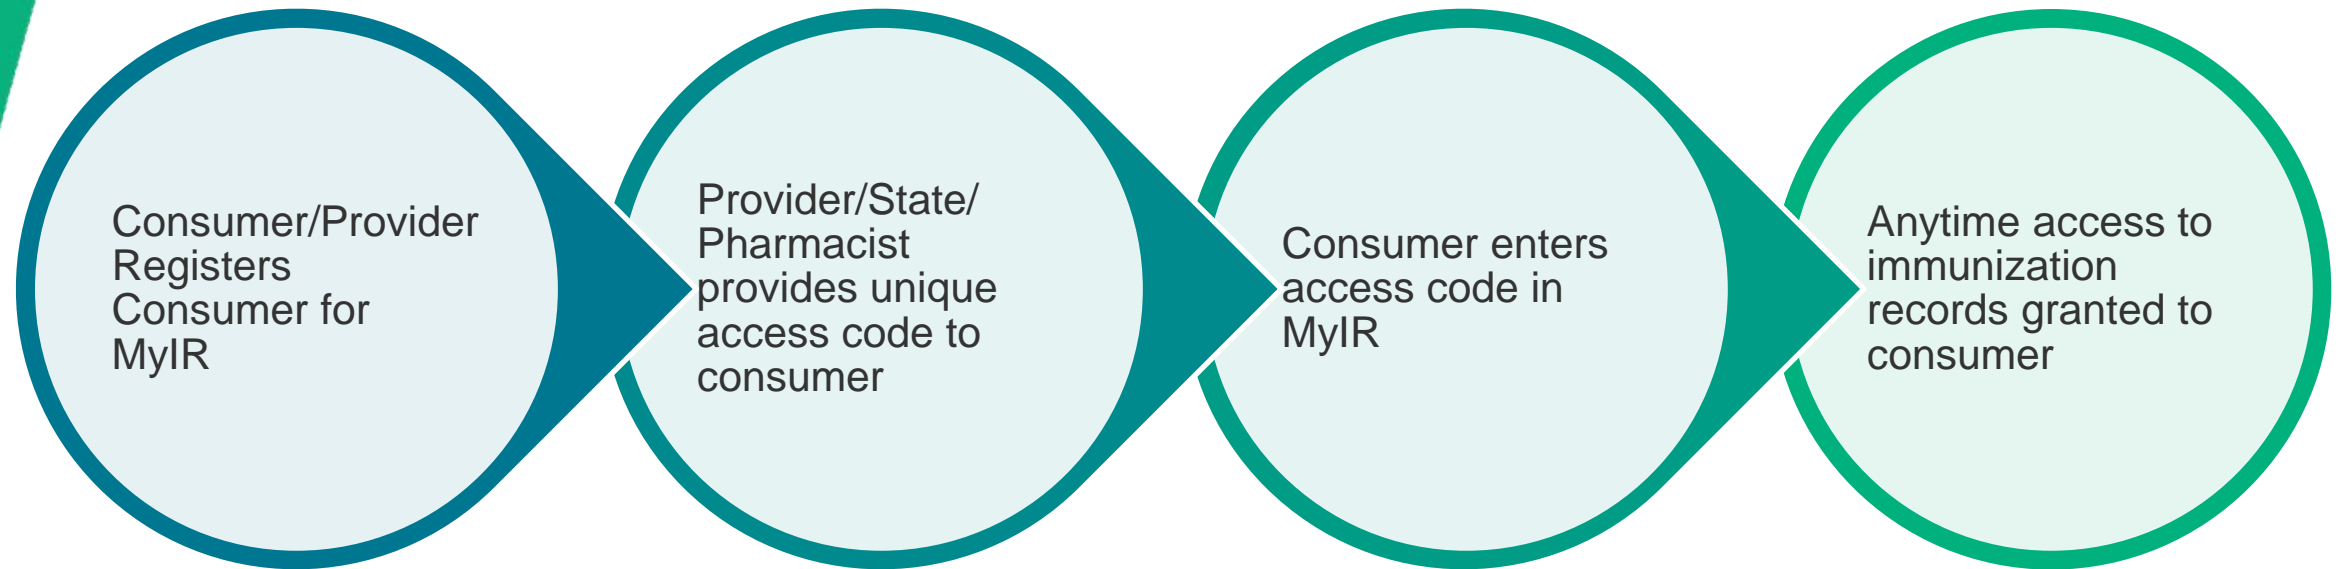 Consumer/Provider
Registers
Consumer for
MyIR
Provider/State/
Pharmacist
provides unique
access code to
consumer
Consumer enters
access code in
MyIR
Anytime access to
immunization
records granted to
consumer